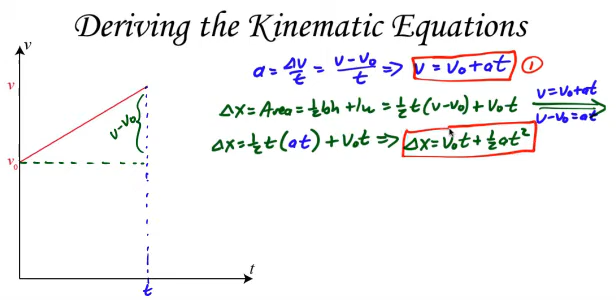 Deriving the Kinematic Equations
v
a = Δv/t = v-v₀/t => v = v₀ + at ①
v
Δx = Area = ½bh + lw = ½t(v-v₀) + v₀t
v = v₀ + at
v-v₀ = at
v-v₀
Δx = ½t(at) + v₀t => Δx = v₀t + ½at²
v₀
t
t